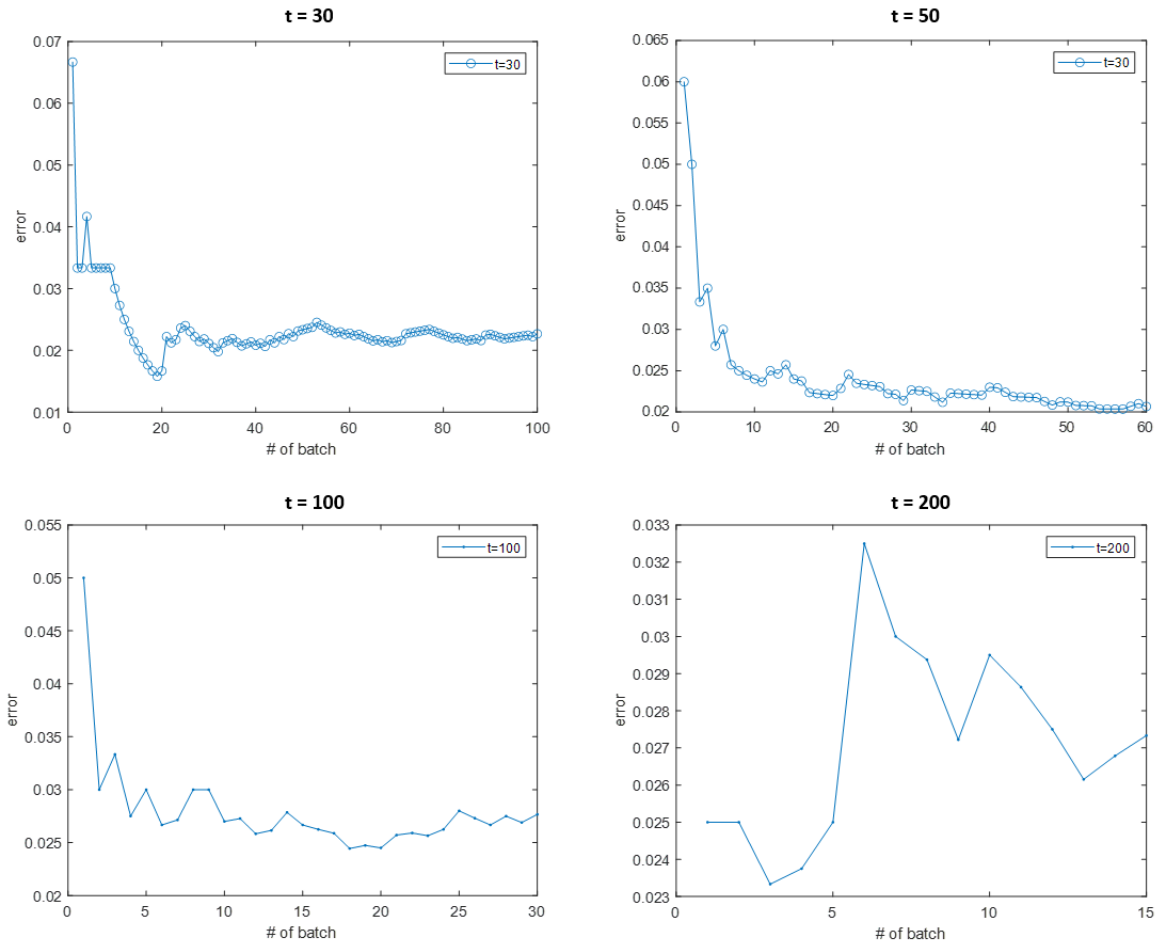 t = 30
0.07
0.06
0.05
0.04
0.03
0.02
0.01
error
t=30
0 20 40 60 80 100
# of batch
t = 50
0.065
0.06
0.055
0.05
0.045
0.04
0.035
0.03
0.025
0.02
error
t=30
0 10 20 30 40 50 60
# of batch
t = 100
0.055
0.05
0.045
0.04
0.035
0.03
0.025
0.02
error
t=100
0 5 10 15 20 25 30
# of batch
t = 200
0.033
0.032
0.031
0.03
0.029
0.028
0.027
0.026
0.025
0.024
0.023
error
t=200
0 5 10 15
# of batch